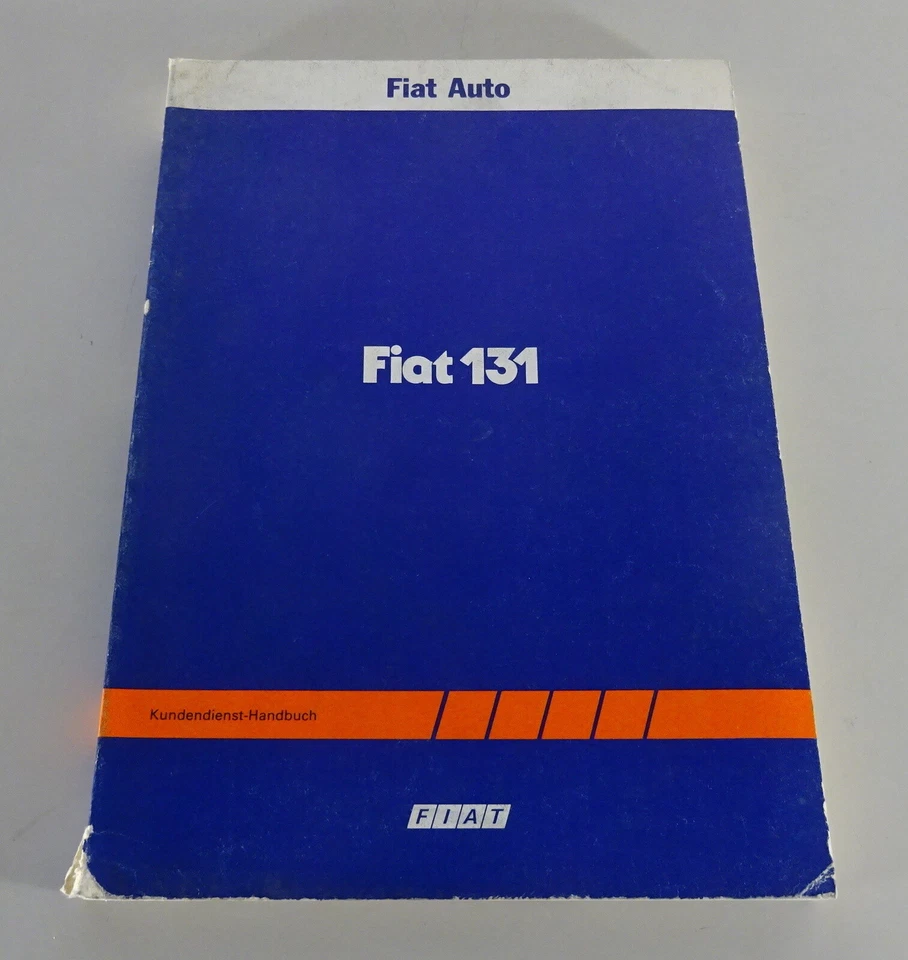 Fiat Auto
Fiat 131
Kundendienst-Handbuch
FIAT